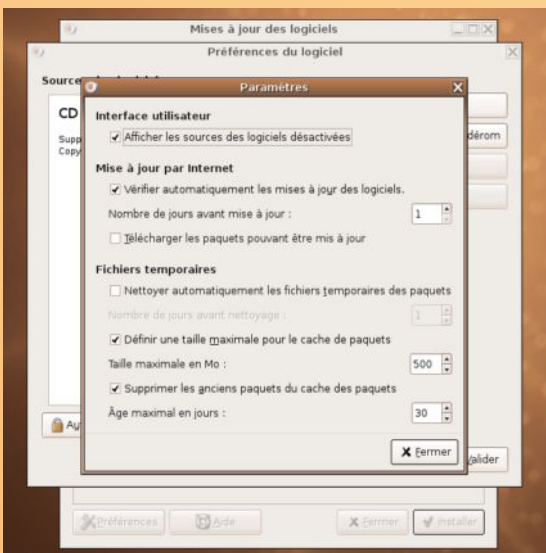 Mises à jour des logiciels
Préférences du logiciel
Paramètres
CD
Interface utilisateur
Afficher les sources des logiciels désactivées
dérom
Mise à jour par Internet
Vérifier automatiquement les mises à jour des logiciels.
Nombre de jours avant mise à jour : 1
Télécharger les paquets pouvant être mis à jour
Fichiers temporaires
Nettoyer automatiquement les fichiers temporaires des paquets
Nombre de jours avant nettoyage : 1
Définir une taille maximale pour le cache de paquets
Taille maximale en Mo : 500
Supprimer les anciens paquets du cache des paquets
Âge maximal en jours : 30
Fermer
Valider
Préférences Aide Fermer Installer